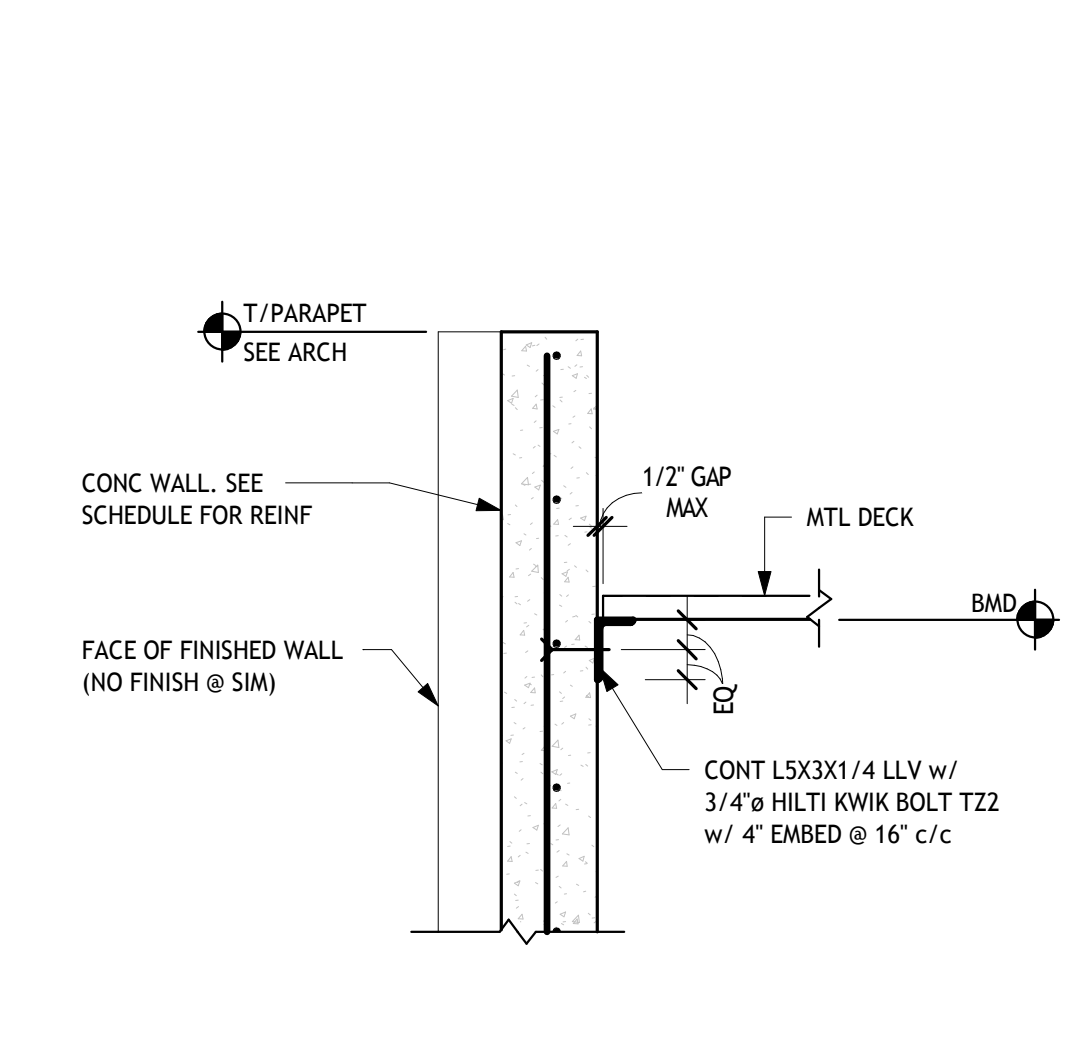 T/PARAPET
SEE ARCH
CONC WALL. SEE
SCHEDULE FOR REINF
1/2" GAP
MAX
MTL DECK
BMD
FACE OF FINISHED WALL
(NO FINISH @ SIM)
EQ
CONT L5X3X1/4 LLV w/
3/4"ø HILTI KWIK BOLT TZ2
w/ 4" EMBED @ 16" c/c